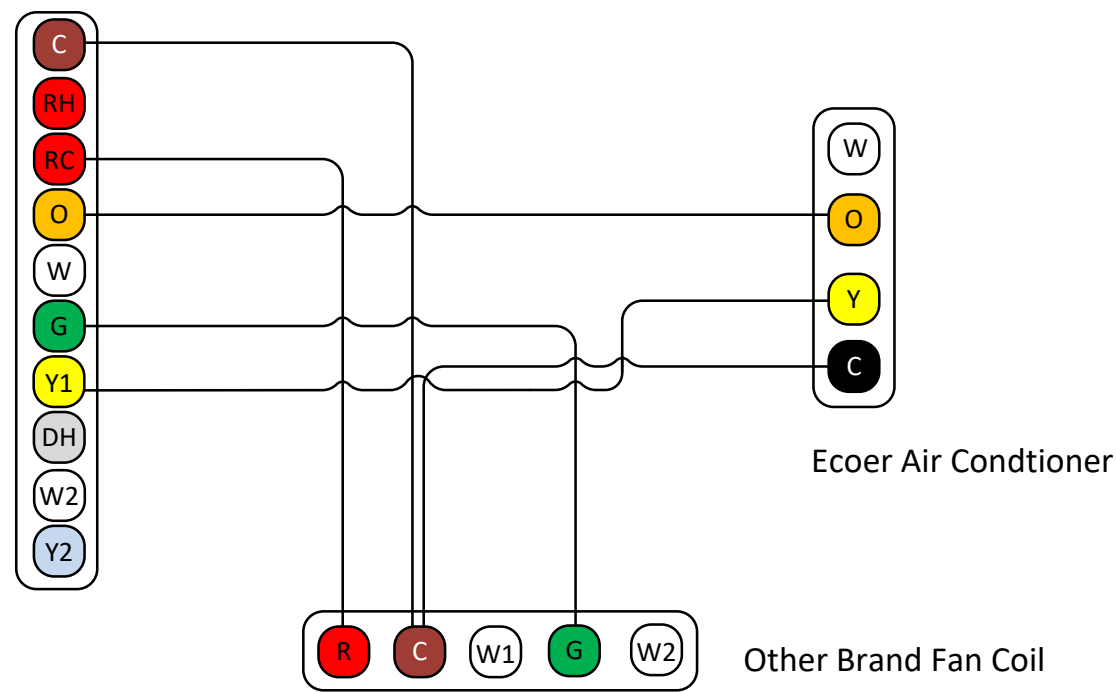 C
RH
RC
O
W
G
Y1
DH
W2
Y2
W
O
Y
C
Ecoer Air Condtioner
R
C
W1
G
W2
Other Brand Fan Coil